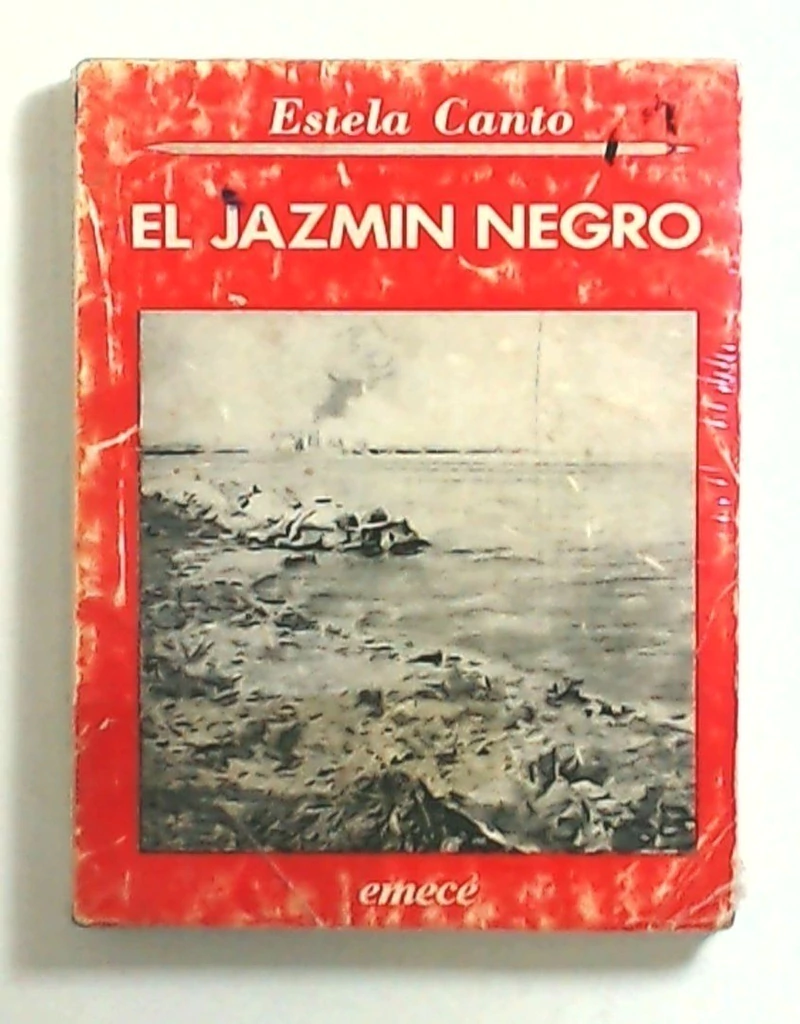 Estela Canto
EL JAZMIN NEGRO
emecé